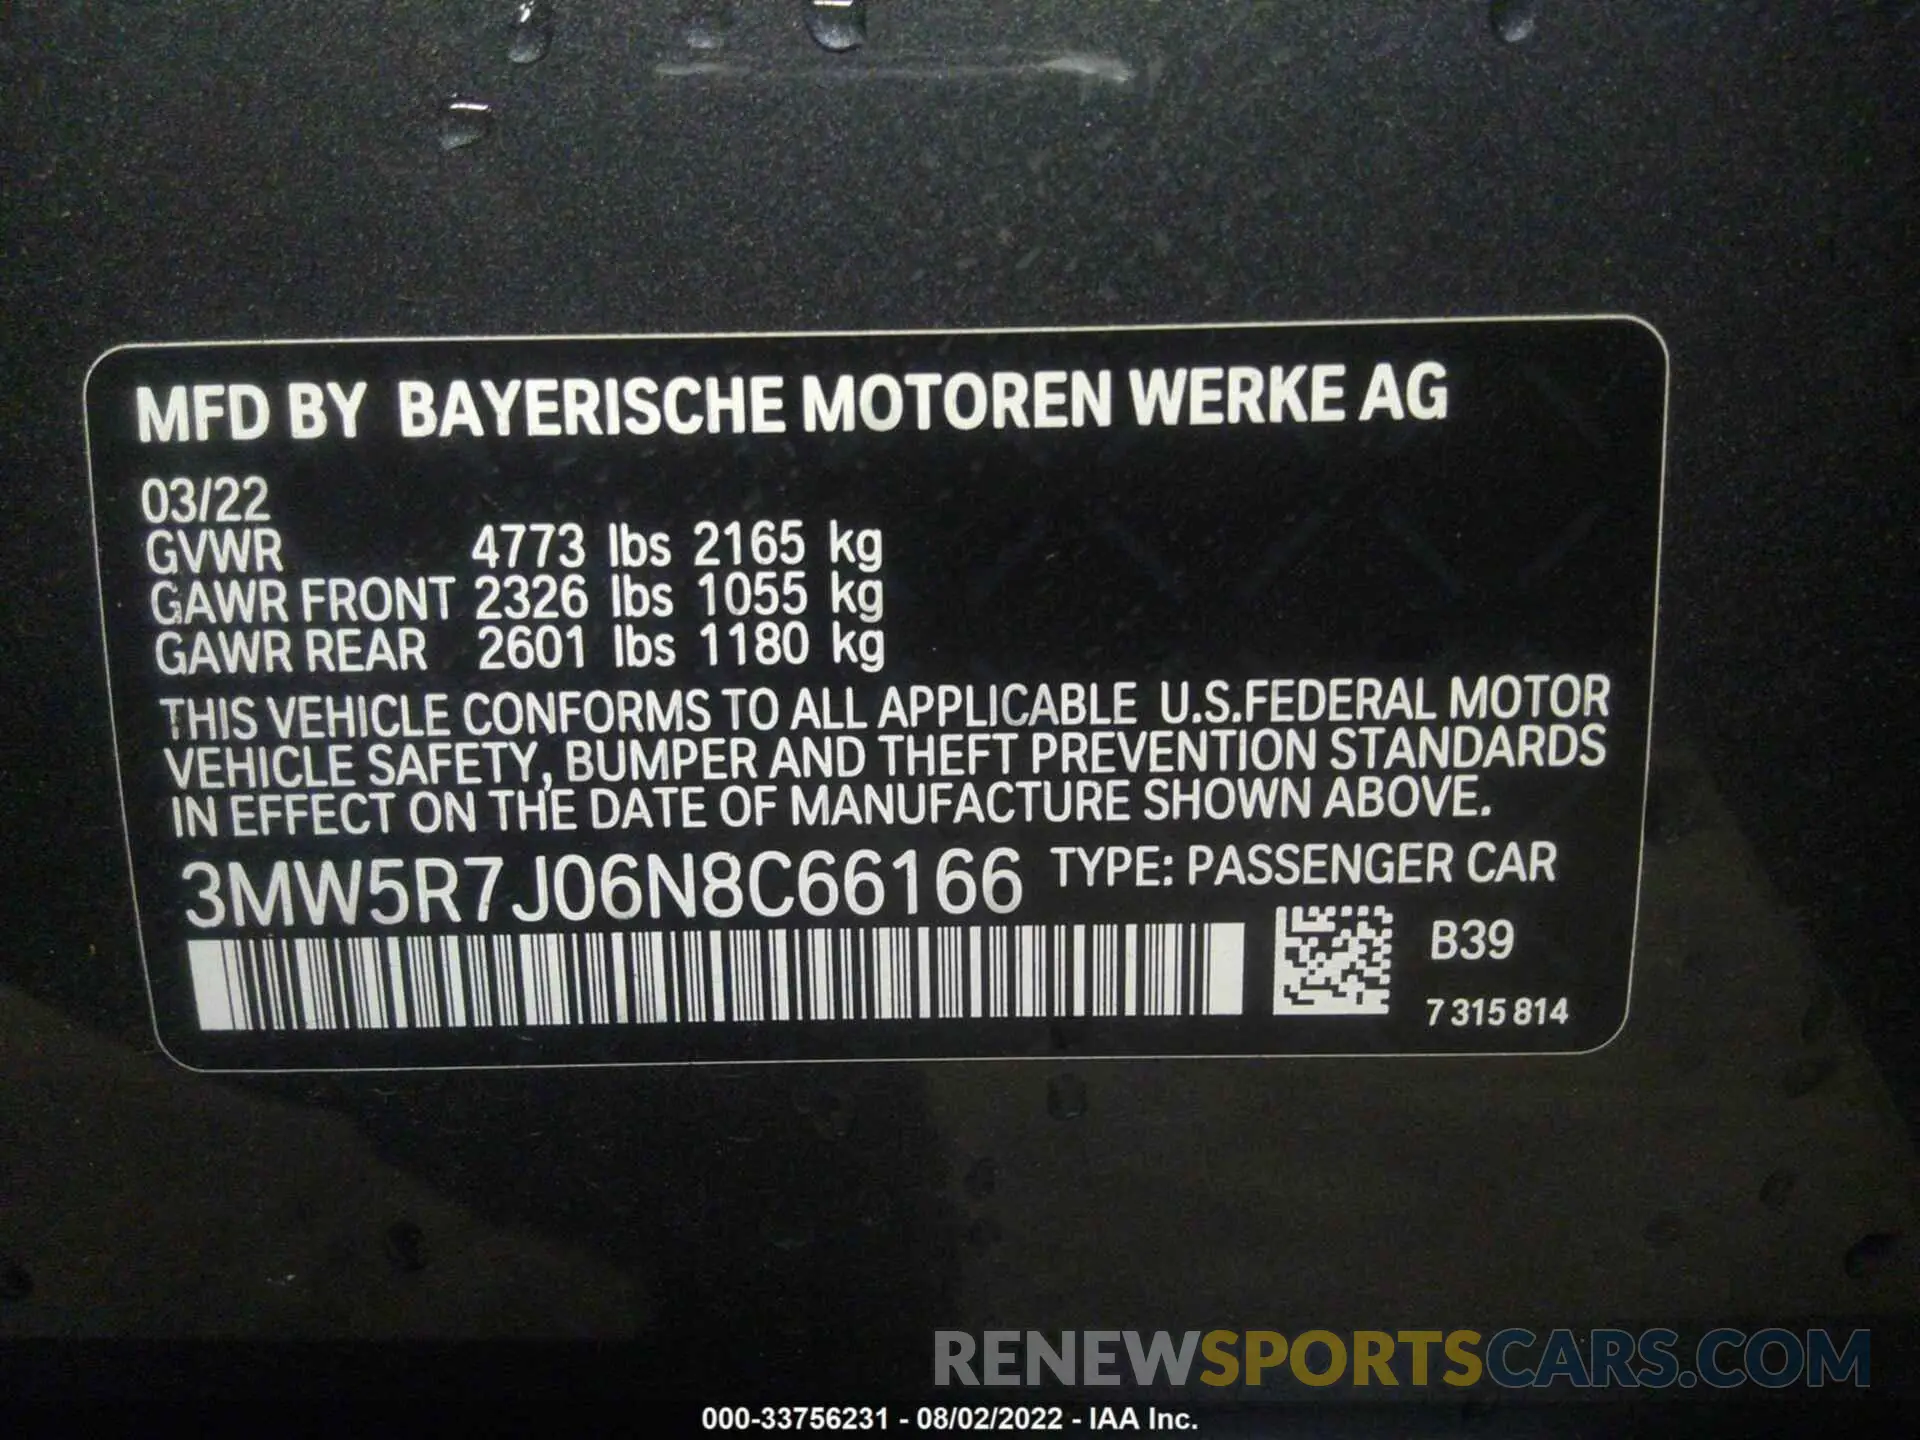 MFD BY BAYERISCHE MOTOREN WERKE AG
03/22
GVWR 4773 lbs 2165 kg
GAWR FRONT 2326 lbs 1055 kg
GAWR REAR 2601 lbs 1180 kg
THIS VEHICLE CONFORMS TO ALL APPLICABLE U.S.FEDERAL MOTOR
VEHICLE SAFETY, BUMPER AND THEFT PREVENTION STANDARDS
IN EFFECT ON THE DATE OF MANUFACTURE SHOWN ABOVE.
3MW5R7J06N8C66166 TYPE: PASSENGER CAR
B39
7 315 814
RENEWSPORTSCARS.COM
000-33756231 - 08/02/2022 - IAA Inc.